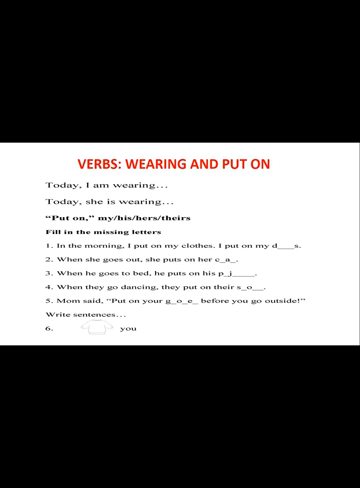 VERBS: WEARING AND PUT ON
Today, I am wearing…
Today, she is wearing…
“Put on,” my/his/hers/theirs
Fill in the missing letters
1. In the morning, I put on my clothes. I put on my d___s.
2. When she goes out, she puts on her c_a_.
3. When he goes to bed, he puts on his p_j____.
4. When they go dancing, they put on their s_o__.
5. Mom said, “Put on your g_o_e_ before you go outside!”
Write sentences…
6. you